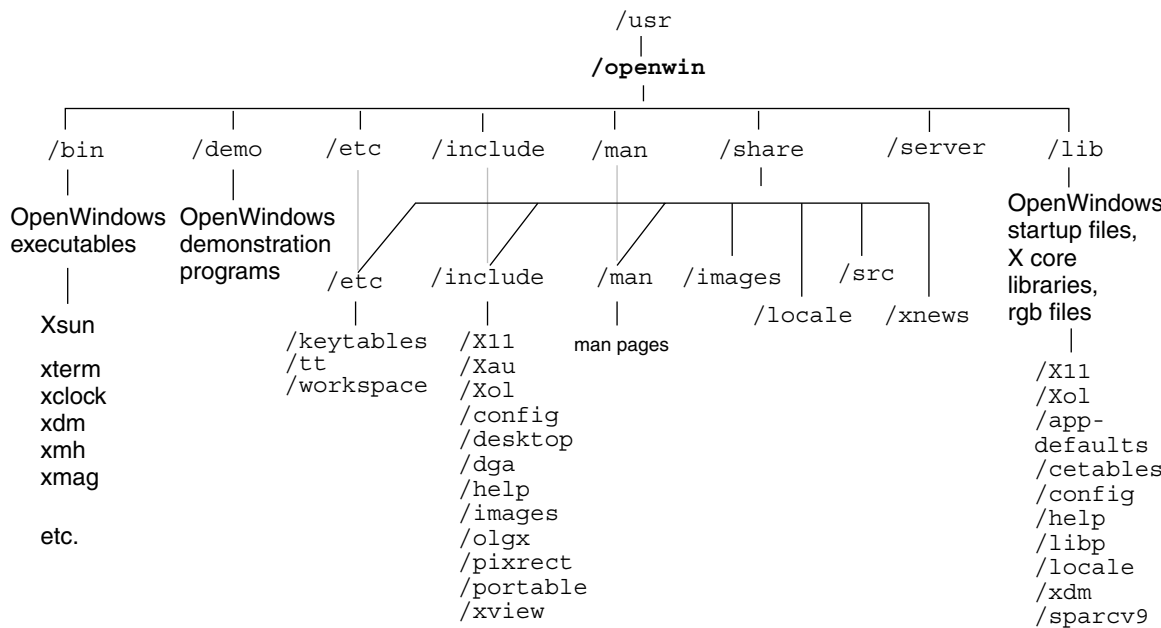 /usr
/openwin
/bin
/demo
/etc
/include
/man
/share
/server
/lib
OpenWindows
executables
OpenWindows
demonstration
programs
OpenWindows
startup files,
X core
libraries,
rgb files
/etc
/include
/man
/images
/src
/locale
/xnews
Xsun
xterm
xclock
xdm
xmh
xmag
etc.
/keytables
/tt
/workspace
/X11
/Xau
/Xol
/config
/desktop
/dga
/help
/images
/olgx
/pixrect
/portable
/xview
man pages
/X11
/Xol
/app-
defaults
/cetables
/config
/help
/libp
/locale
/xdm
/sparcv9